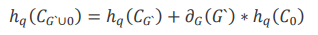 h_q(C_{G`∪0}) = h_q(C_{G`}) + ∂_G(G`) * h_q(C_0)